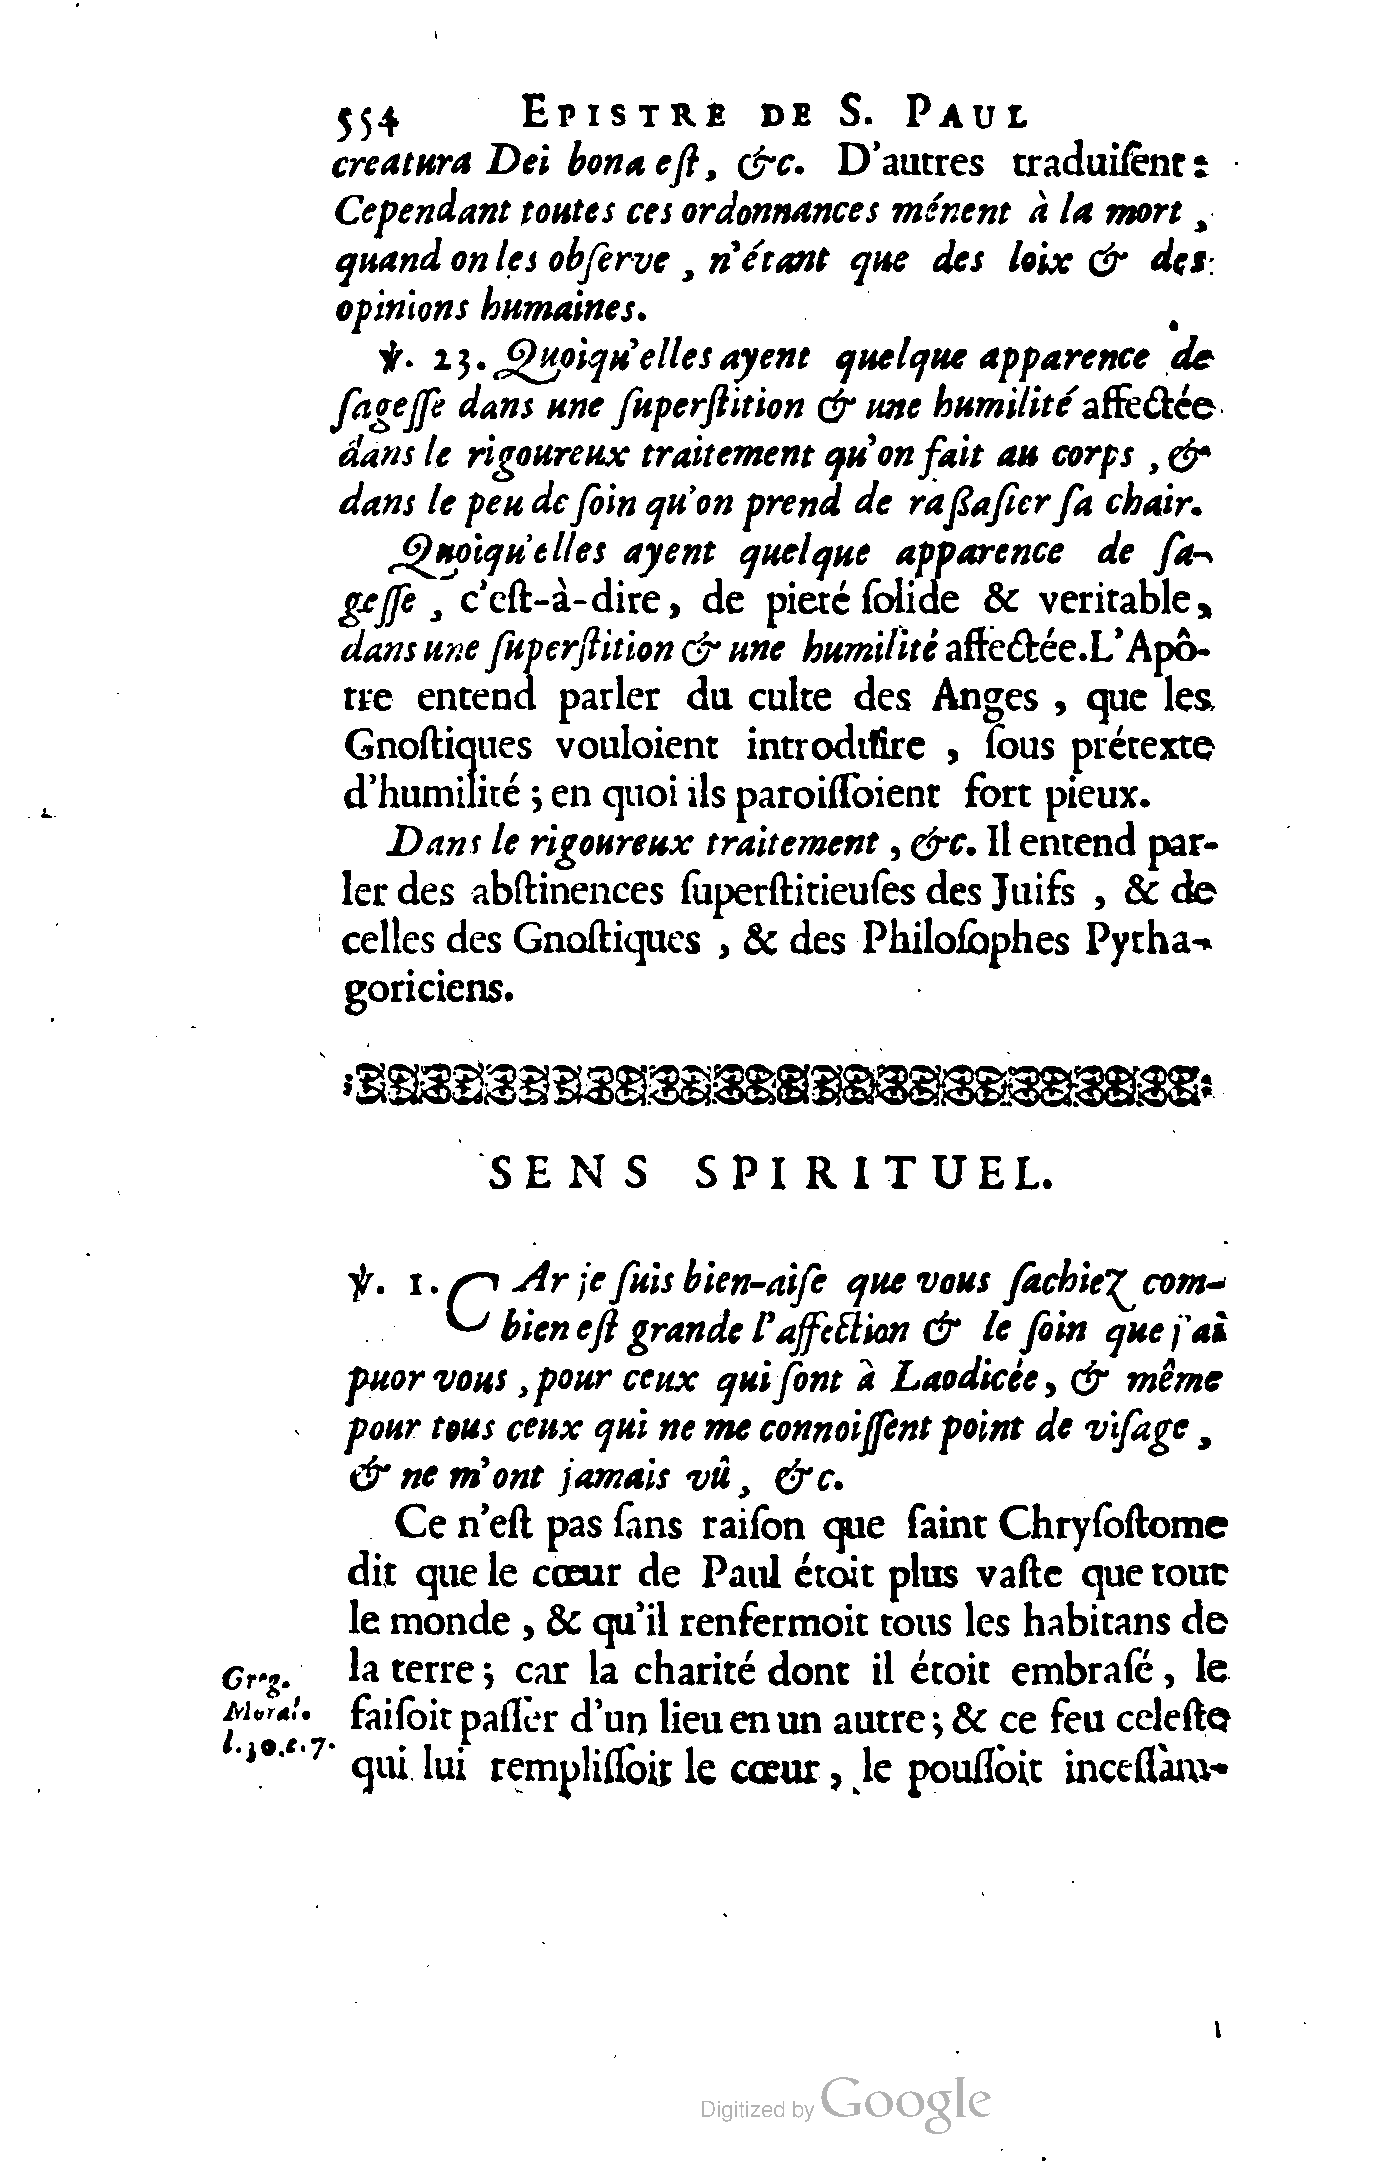 554 EPISTRE DE S. PAUL
creatura Dei bona eſt, &c. D'autres traduiſent:
Cependant toutes ces ordonnances ménent à la mort,
quand on les obſerve, n'étant que des loix & des
opinions humaines.
℣. 23. Quoiqu'elles ayent quelque apparence de
ſageſſe dans une ſuperſtition & une humilité affectée
dans le rigoureux traitement qu'on fait au corps, &
dans le peu de ſoin qu'on prend de raßaſier ſa chair.
Quoiqu'elles ayent quelque apparence de ſa-
geſſe, c'eſt-à-dire, de pieté ſolide & veritable,
dans une ſuperſtition & une humilité affectée. L'Apô-
tre entend parler du culte des Anges, que les
Gnoſtiques vouloient introduire, ſous prétexte
d'humilité; en quoi ils paroiſſoient fort pieux.
Dans le rigoureux traitement, &c. Il entend par-
ler des abſtinences ſuperſtitieuſes des Juifs, & de
celles des Gnoſtiques, & des Philoſophes Pytha-
goriciens.
SENS SPIRITUEL.
℣. 1. CAr je ſuis bien-aiſe que vous ſachiez com-
bien eſt grande l'affection & le ſoin que j'ai
puor vous, pour ceux qui ſont à Laodicée, & même
pour tous ceux qui ne me connoiſſent point de viſage,
& ne m'ont jamais vû, &c.
Ce n'eſt pas ſans raiſon que ſaint Chryſoſtome
dit que le cœur de Paul étoit plus vaſte que tout
le monde, & qu'il renfermoit tous les habitans de
la terre; car la charité dont il étoit embraſé, le
faiſoit paſſer d'un lieu en un autre; & ce feu celeſte
qui lui rempliſſoit le cœur, le pouſſoit inceſſam-
Greg.
Moral.
l.30.c.7.
Digitized by Google